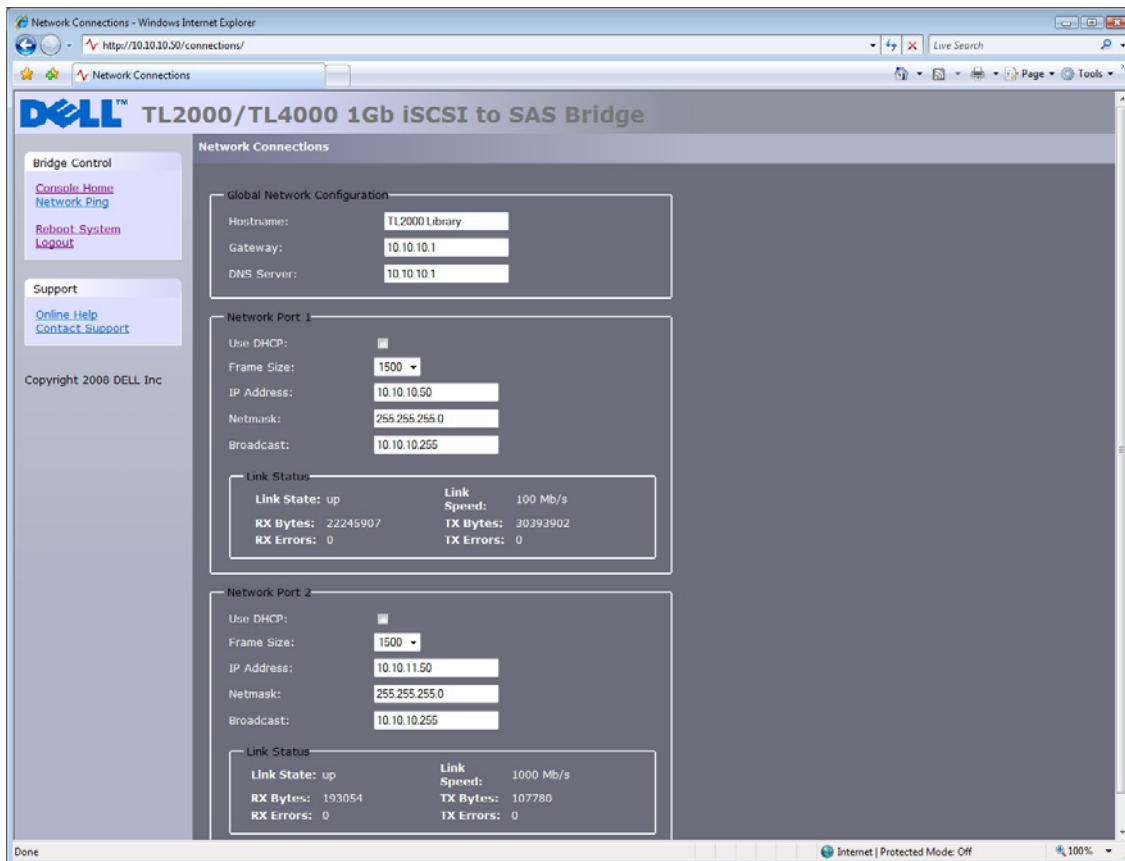 Network Connections - Windows Internet Explorer
http://10.10.10.50/connections/
Live Search
Network Connections
Page
Tools
DELL™ TL2000/TL4000 1Gb iSCSI to SAS Bridge
Network Connections
Bridge Control
Console Home
Network Ping
Reboot System
Logout
Support
Online Help
Contact Support
Copyright 2008 DELL Inc
Global Network Configuration
Hostname: TL2000 Library
Gateway: 10.10.10.1
DNS Server: 10.10.10.1
Network Port 1
Use DHCP:
Frame Size: 1500
IP Address: 10.10.10.50
Netmask: 255.255.255.0
Broadcast: 10.10.10.255
Link Status
Link State: up Link Speed: 100 Mb/s
RX Bytes: 22245907 TX Bytes: 30393902
RX Errors: 0 TX Errors: 0
Network Port 2
Use DHCP:
Frame Size: 1500
IP Address: 10.10.11.50
Netmask: 255.255.255.0
Broadcast: 10.10.10.255
Link Status
Link State: up Link Speed: 1000 Mb/s
RX Bytes: 193054 TX Bytes: 107780
RX Errors: 0 TX Errors: 0
Done
Internet | Protected Mode: Off
100%